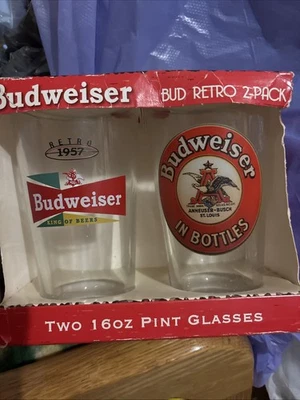 Budweiser
BUD RETRO 2-PACK
RETRO
1957
Budweiser
KING OF BEERS
Budweiser
ANHEUSER-BUSCH
ST. LOUIS
IN BOTTLES
TWO 16OZ PINT GLASSES